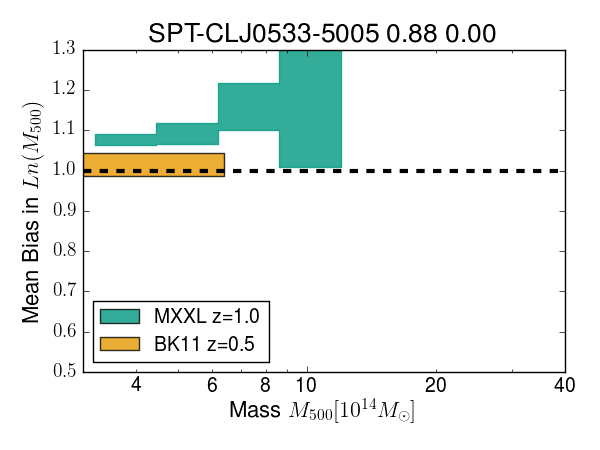 SPT-CLJ0533-5005 0.88 0.00
Mean Bias in Ln(M₅₀₀)
1.3
1.2
1.1
1.0
0.9
0.8
0.7
0.6
0.5
MXXL z=1.0
BK11 z=0.5
4 6 8 10 20 40
Mass M₅₀₀[10¹⁴M☉]